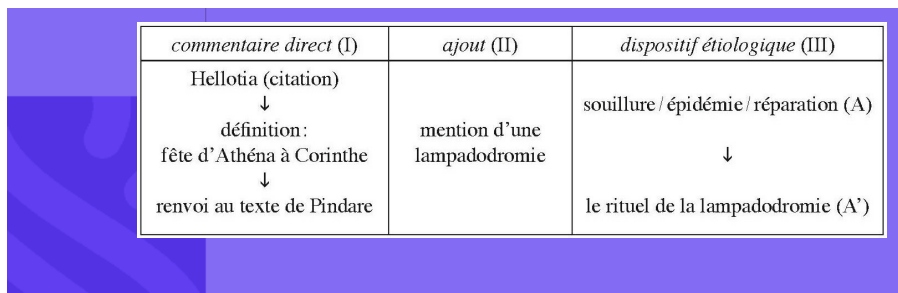 commentaire direct (I)
ajout (II)
dispositif étiologique (III)
Hellotia (citation)
↓
définition :
fête d’Athéna à Corinthe
↓
renvoi au texte de Pindare
mention d’une
lampadodromie
souillure / épidémie / réparation (A)
↓
le rituel de la lampadodromie (A’)